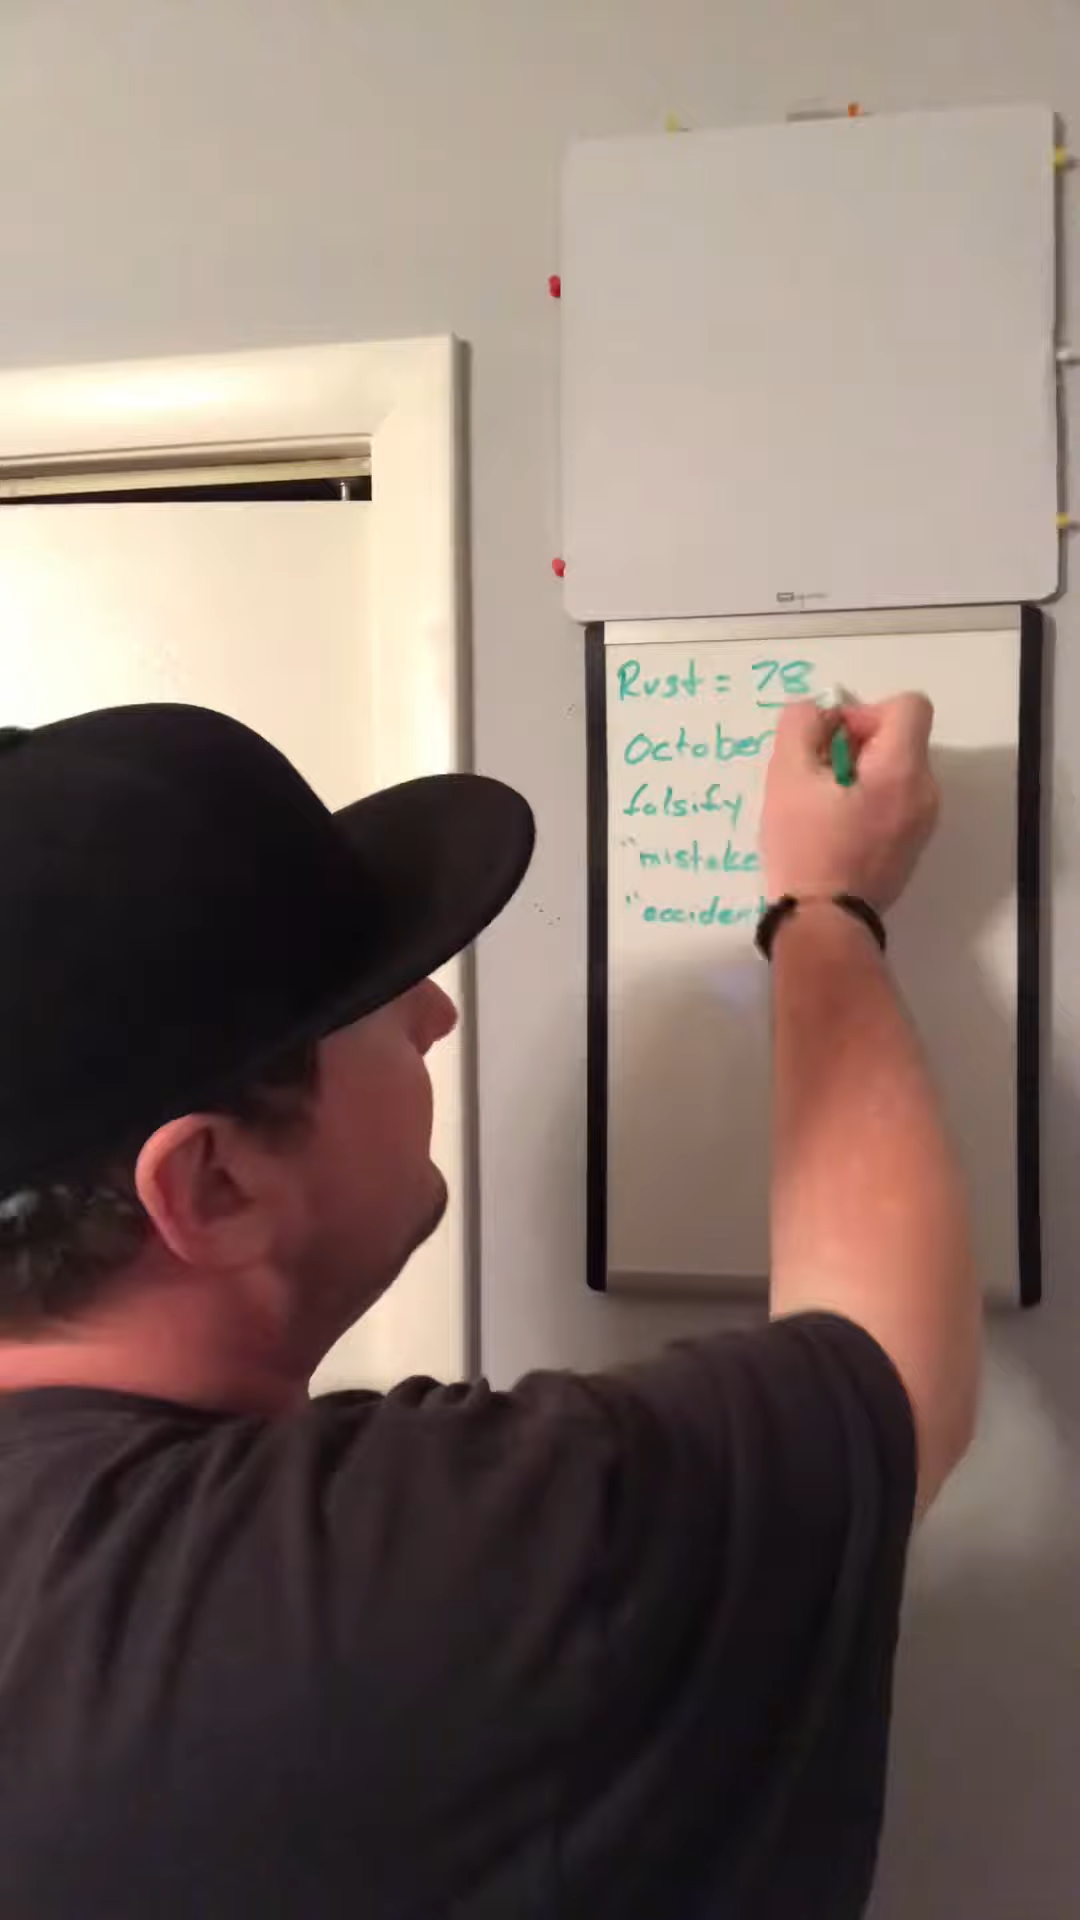 Rust = 78
October
falsify
"mistake
"accident